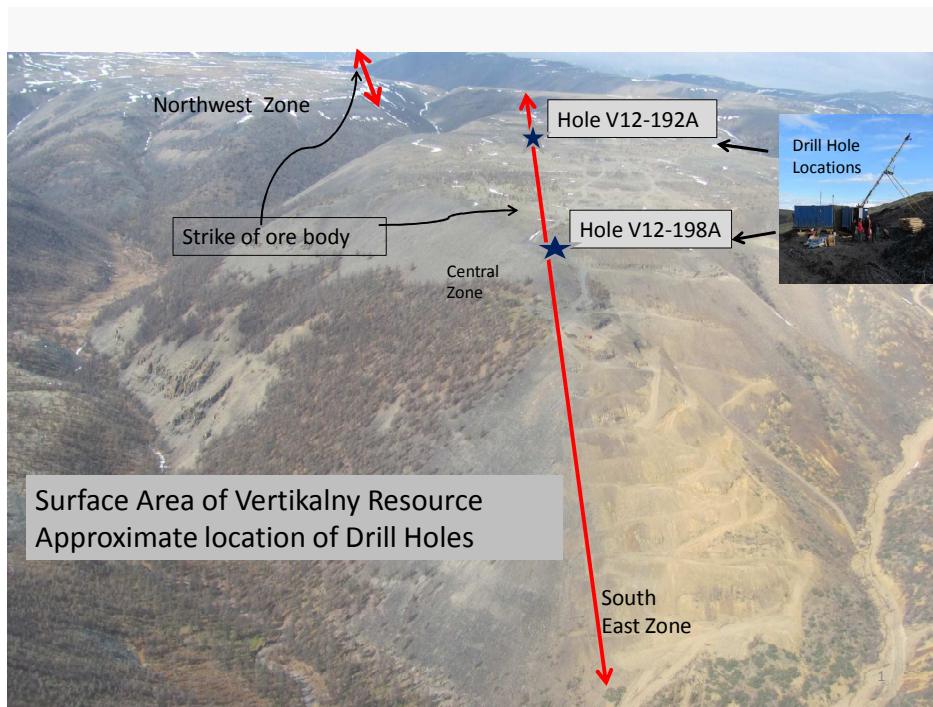 Northwest Zone
Hole V12-192A
Drill Hole
Locations
Strike of ore body
Hole V12-198A
Central
Zone
Surface Area of Vertikalny Resource
Approximate location of Drill Holes
South
East Zone
1